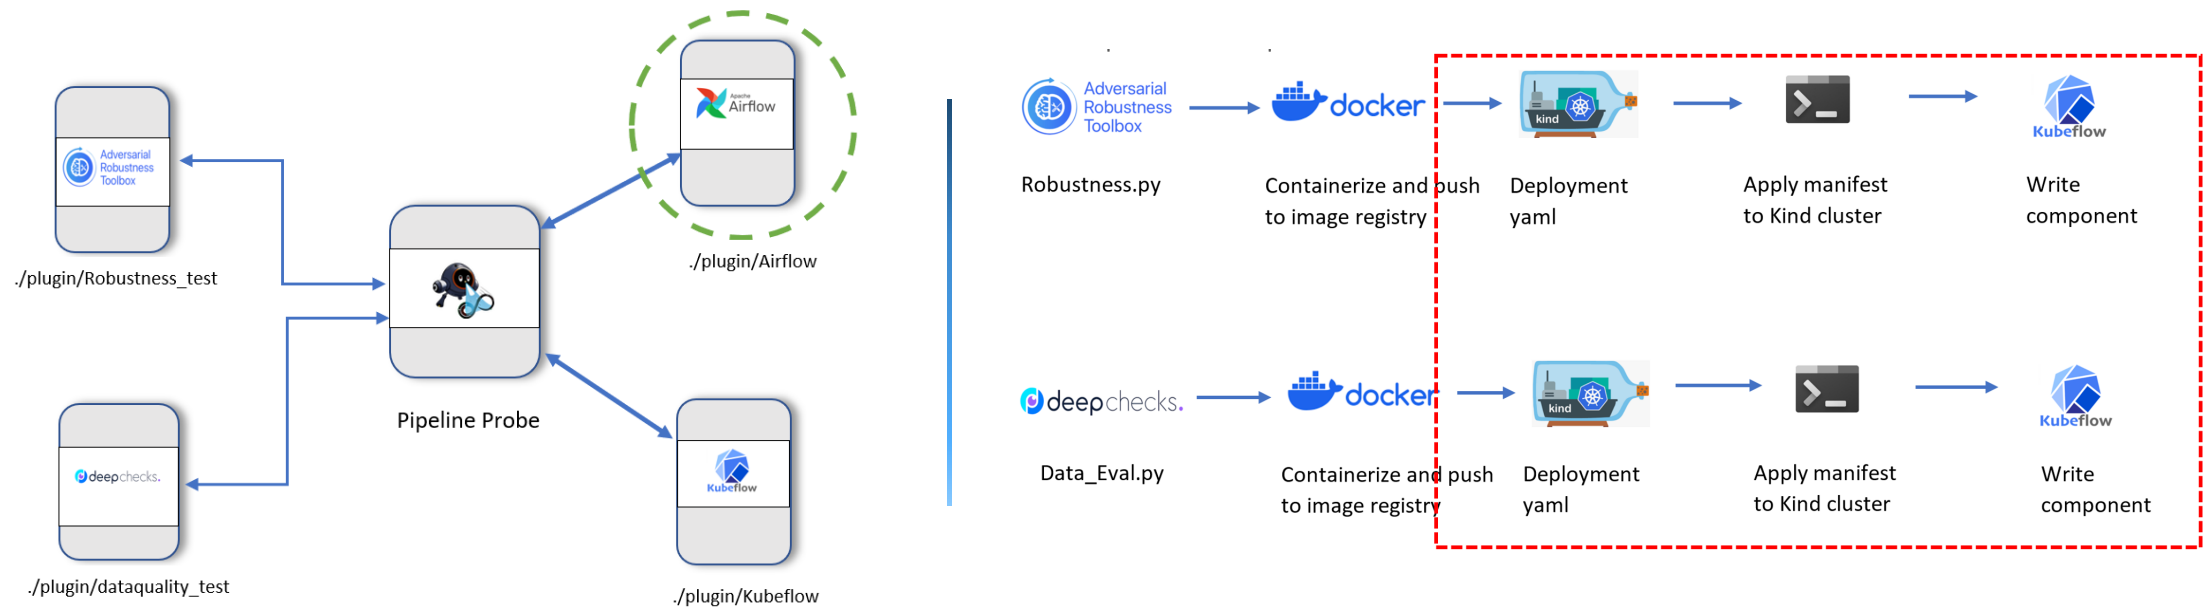 Adversarial
Robustness
Toolbox
./plugin/Robustness_test
deepchecks.
./plugin/dataquality_test
Pipeline Probe
Apache
Airflow
./plugin/Airflow
Kubeflow
./plugin/Kubeflow
Adversarial
Robustness
Toolbox
Robustness.py
docker
Containerize and push
to image registry
kind
Deployment
yaml
>_
Apply manifest
to Kind cluster
Kubeflow
Write
component
deepchecks.
Data_Eval.py
docker
Containerize and push
to image registry
kind
Deployment
yaml
>_
Apply manifest
to Kind cluster
Kubeflow
Write
component